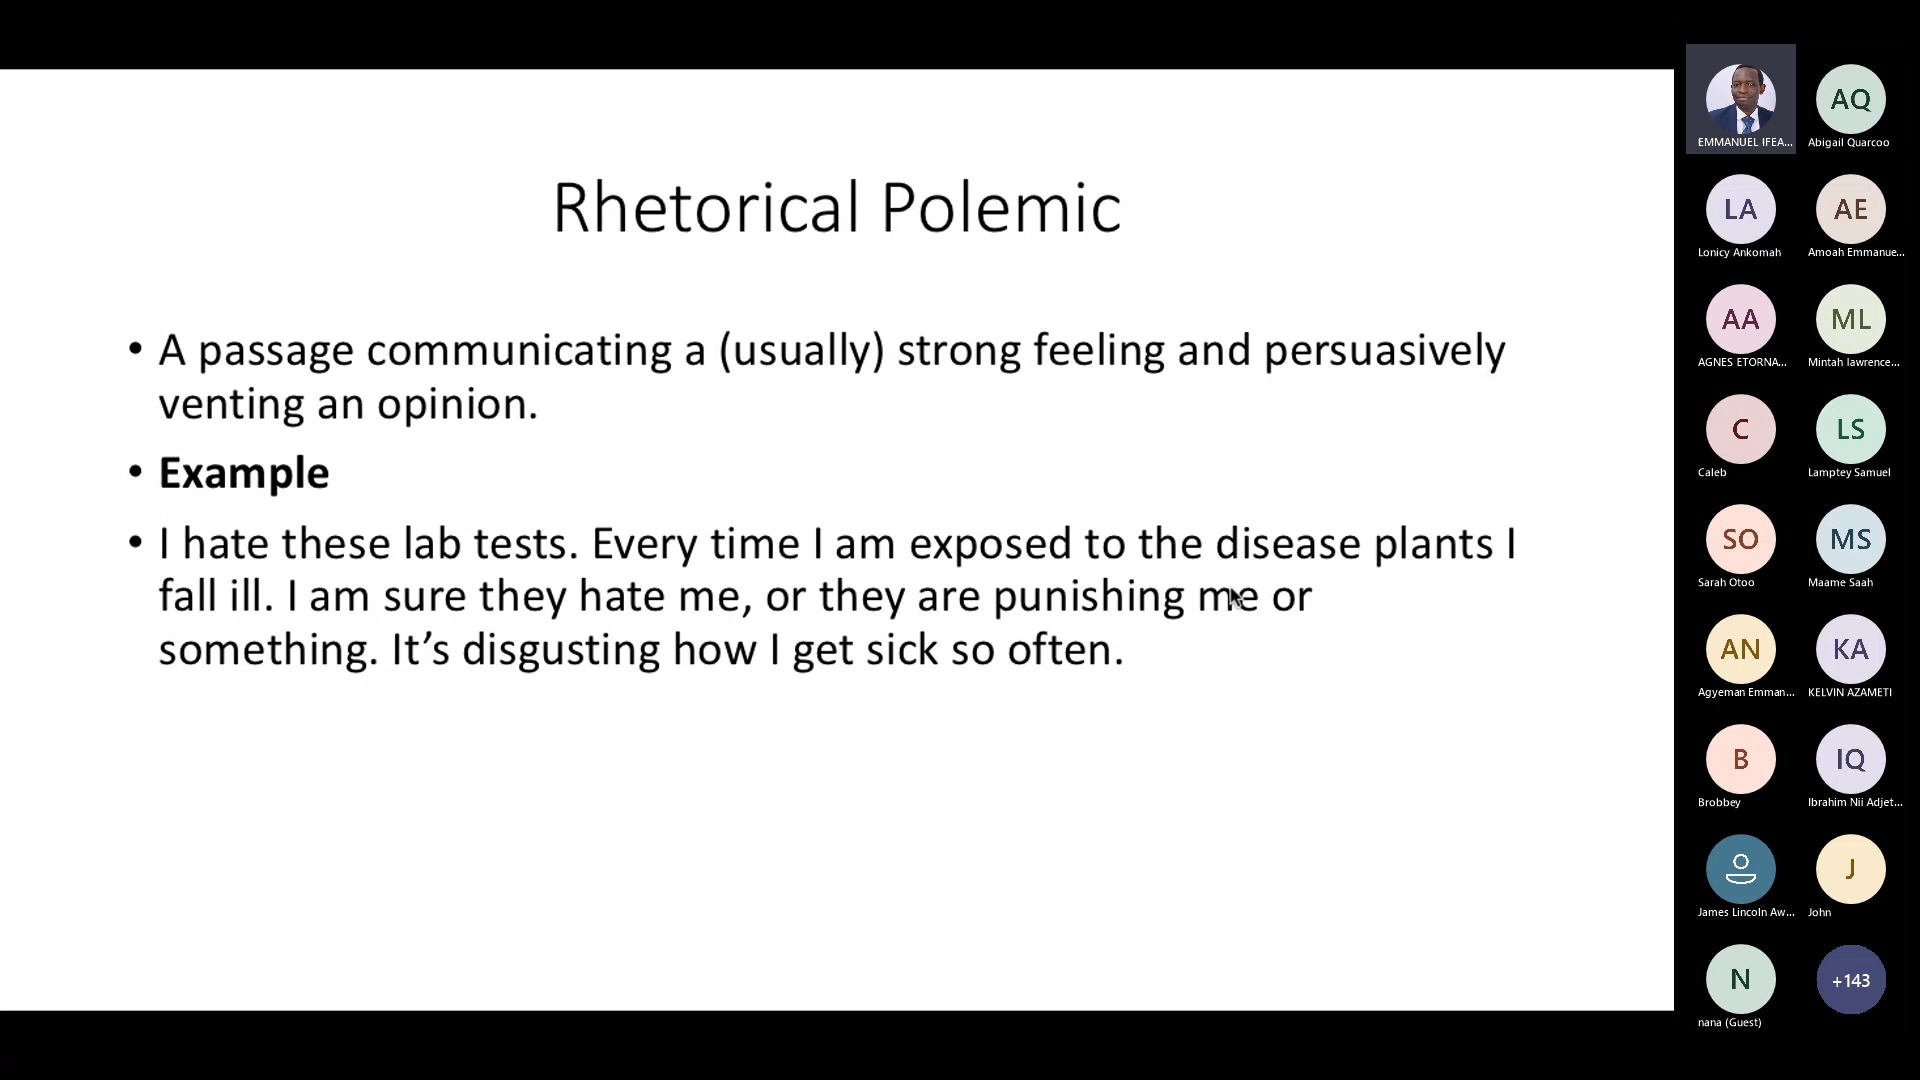 Rhetorical Polemic
• A passage communicating a (usually) strong feeling and persuasively
venting an opinion.
• Example
• I hate these lab tests. Every time I am exposed to the disease plants I
fall ill. I am sure they hate me, or they are punishing me or
something. It’s disgusting how I get sick so often.
EMMANUEL IFEA...
AQ
Abigail Quarcoo
LA
Lonicy Ankomah
AE
Amoah Emmanue...
AA
AGNES ETORNA...
ML
Mintah lawrence...
C
Caleb
LS
Lamptey Samuel
SO
Sarah Otoo
MS
Maame Saah
AN
Agyeman Emman...
KA
KELVIN AZAMETI
B
Brobbey
IQ
Ibrahim Nii Adjet...
James Lincoln Aw...
J
John
N
nana (Guest)
+143